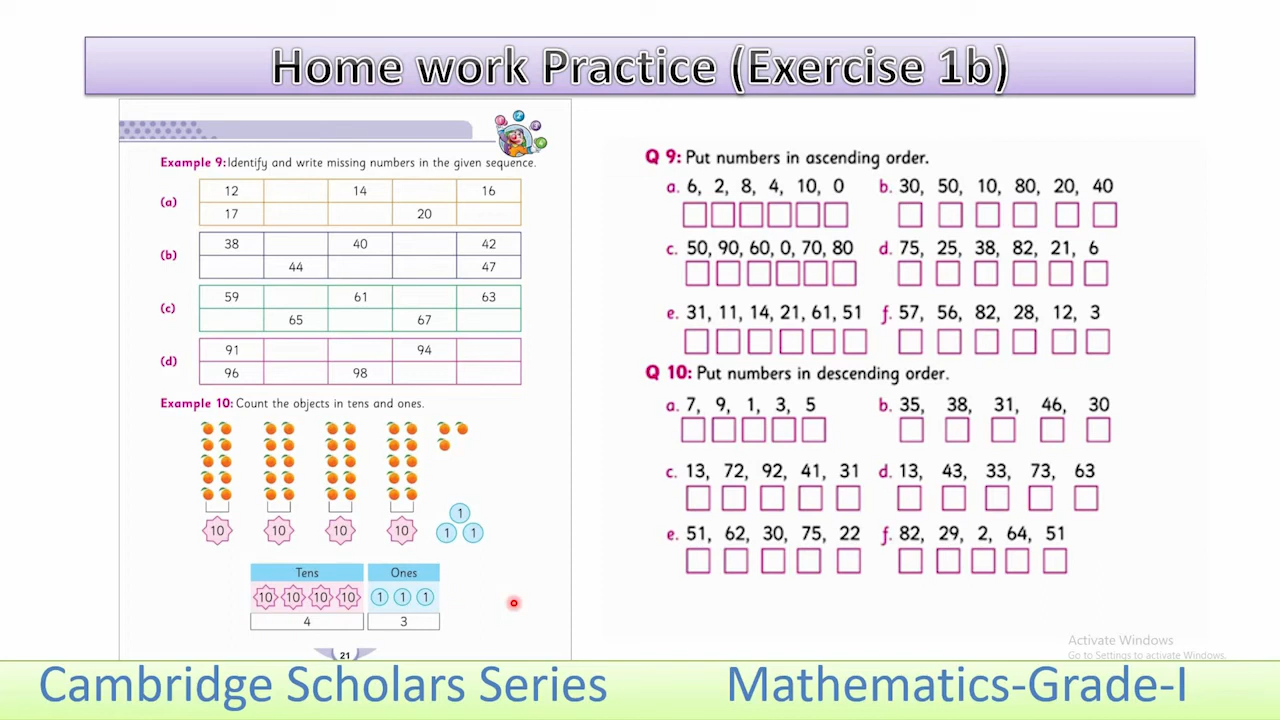 Home work Practice (Exercise 1b)
Example 9: Identify and write missing numbers in the given sequence.
(a)
12 14 16
17 20
(b)
38 40 42
44 47
(c)
59 61 63
65 67
(d)
91 94
96 98
Example 10: Count the objects in tens and ones.
10 10 10 10
1
1 1
Tens Ones
10 10 10 10 1 1 1
4 3
21
Q 9: Put numbers in ascending order.
a. 6, 2, 8, 4, 10, 0
b. 30, 50, 10, 80, 20, 40
c. 50, 90, 60, 0, 70, 80
d. 75, 25, 38, 82, 21, 6
e. 31, 11, 14, 21, 61, 51
f. 57, 56, 82, 28, 12, 3
Q 10: Put numbers in descending order.
a. 7, 9, 1, 3, 5
b. 35, 38, 31, 46, 30
c. 13, 72, 92, 41, 31
d. 13, 43, 33, 73, 63
e. 51, 62, 30, 75, 22
f. 82, 29, 2, 64, 51
Activate Windows
Go to Settings to activate Windows.
Cambridge Scholars Series
Mathematics-Grade-I